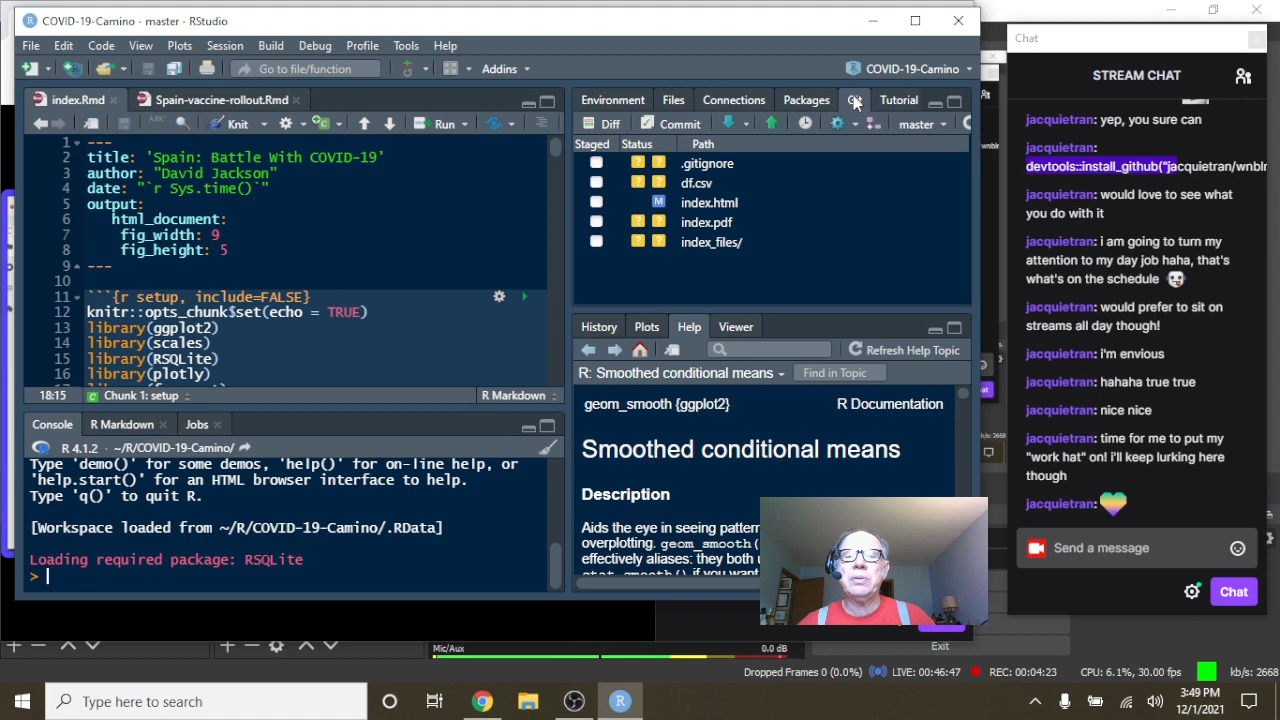 COVID-19-Camino - master - RStudio
File Edit Code View Plots Session Build Debug Profile Tools Help
Go to file/function
Addins
COVID-19-Camino
index.Rmd
Spain-vaccine-rollout.Rmd
ABC
Knit
Run
1 ---
2 title: 'Spain: Battle With COVID-19'
3 author: "David Jackson"
4 date: "`r Sys.time()`"
5 output:
6 html_document:
7 fig_width: 9
8 fig_height: 5
9 ---
10
11 ```{r setup, include=FALSE}
12 knitr::opts_chunk$set(echo = TRUE)
13 library(ggplot2)
14 library(scales)
15 library(RSQLite)
16 library(plotly)
18:15
Chunk 1: setup
R Markdown
Console R Markdown Jobs
R 4.1.2 · ~/R/COVID-19-Camino/
Type 'demo()' for some demos, 'help()' for on-line help, or
'help.start()' for an HTML browser interface to help.
Type 'q()' to quit R.
[Workspace loaded from ~/R/COVID-19-Camino/.RData]
Loading required package: RSQLite
>
Environment Files Connections Packages Tutorial
Diff
Commit
master
Staged Status Path
? ? .gitignore
? ? df.csv
M index.html
? ? index.pdf
? ? index_files/
History Plots Help Viewer
Refresh Help Topic
R: Smoothed conditional means
Find in Topic
geom_smooth {ggplot2}
R Documentation
Smoothed conditional means
Description
Aids the eye in seeing pattern
overplotting. geom_smooth(
effectively aliases: they both u
stat_smooth() if you want
Chat
STREAM CHAT
jacquietran: yep, you sure can
jacquietran:
devtools::install_github("jacquietran/wnblr
jacquietran: would love to see what
you do with it
jacquietran: i am going to turn my
attention to my day job haha, that's
what's on the schedule
jacquietran: would prefer to sit on
streams all day though!
jacquietran: i'm envious
jacquietran: hahaha true true
jacquietran: nice nice
jacquietran: time for me to put my
"work hat" on! i'll keep lurking here
though
jacquietran:
Send a message
Chat
Mic/Aux
0.0 dB
Exit
Dropped Frames 0 (0.0%)
LIVE: 00:46:47
REC: 00:04:23
CPU: 6.1%, 30.00 fps
kb/s: 2668
Type here to search
3:49 PM
12/1/2021